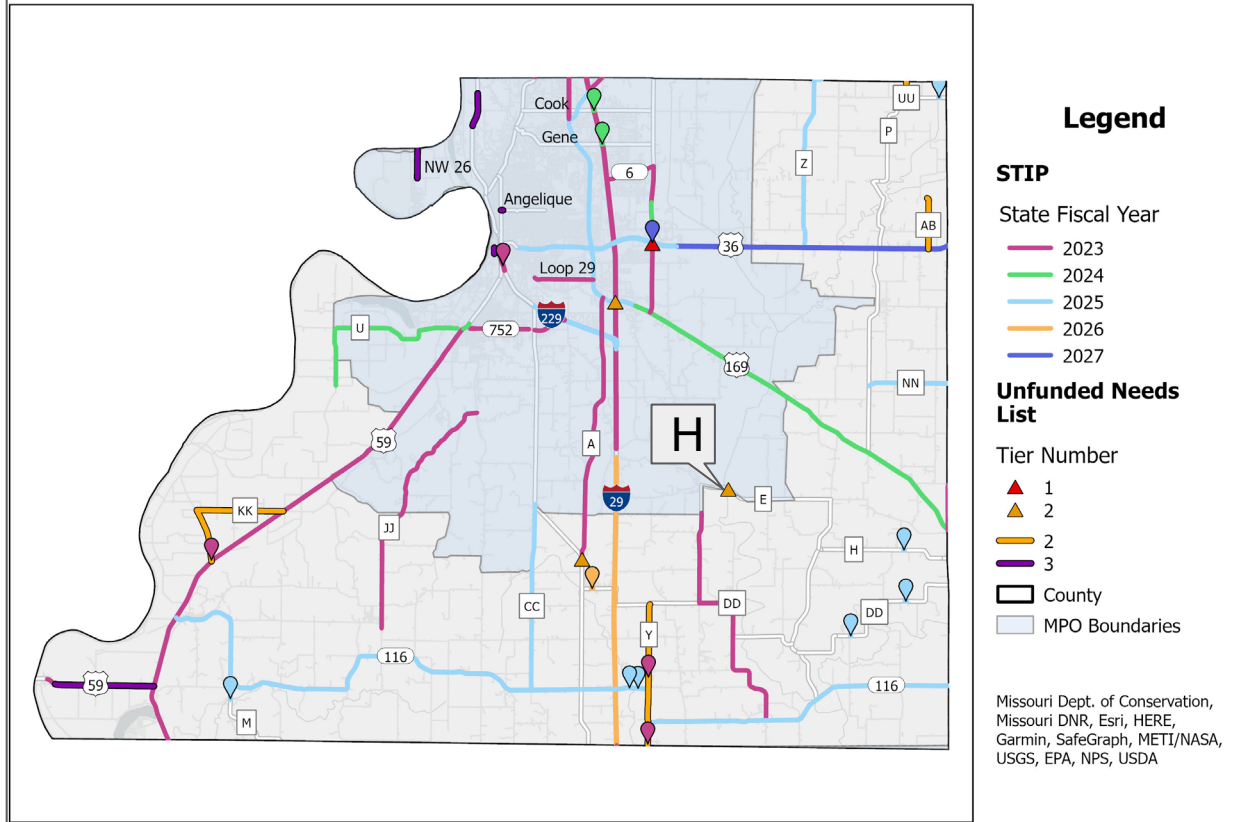 Cook
Gene
NW 26
6
Z
UU
P
Angelique
AB
36
Loop 29
229
U
752
169
NN
59
A
H
29
E
KK
JJ
H
CC
DD
DD
Y
116
59
116
M
Legend
STIP
State Fiscal Year
2023
2024
2025
2026
2027
Unfunded Needs
List
Tier Number
1
2
2
3
County
MPO Boundaries
Missouri Dept. of Conservation,
Missouri DNR, Esri, HERE,
Garmin, SafeGraph, METI/NASA,
USGS, EPA, NPS, USDA